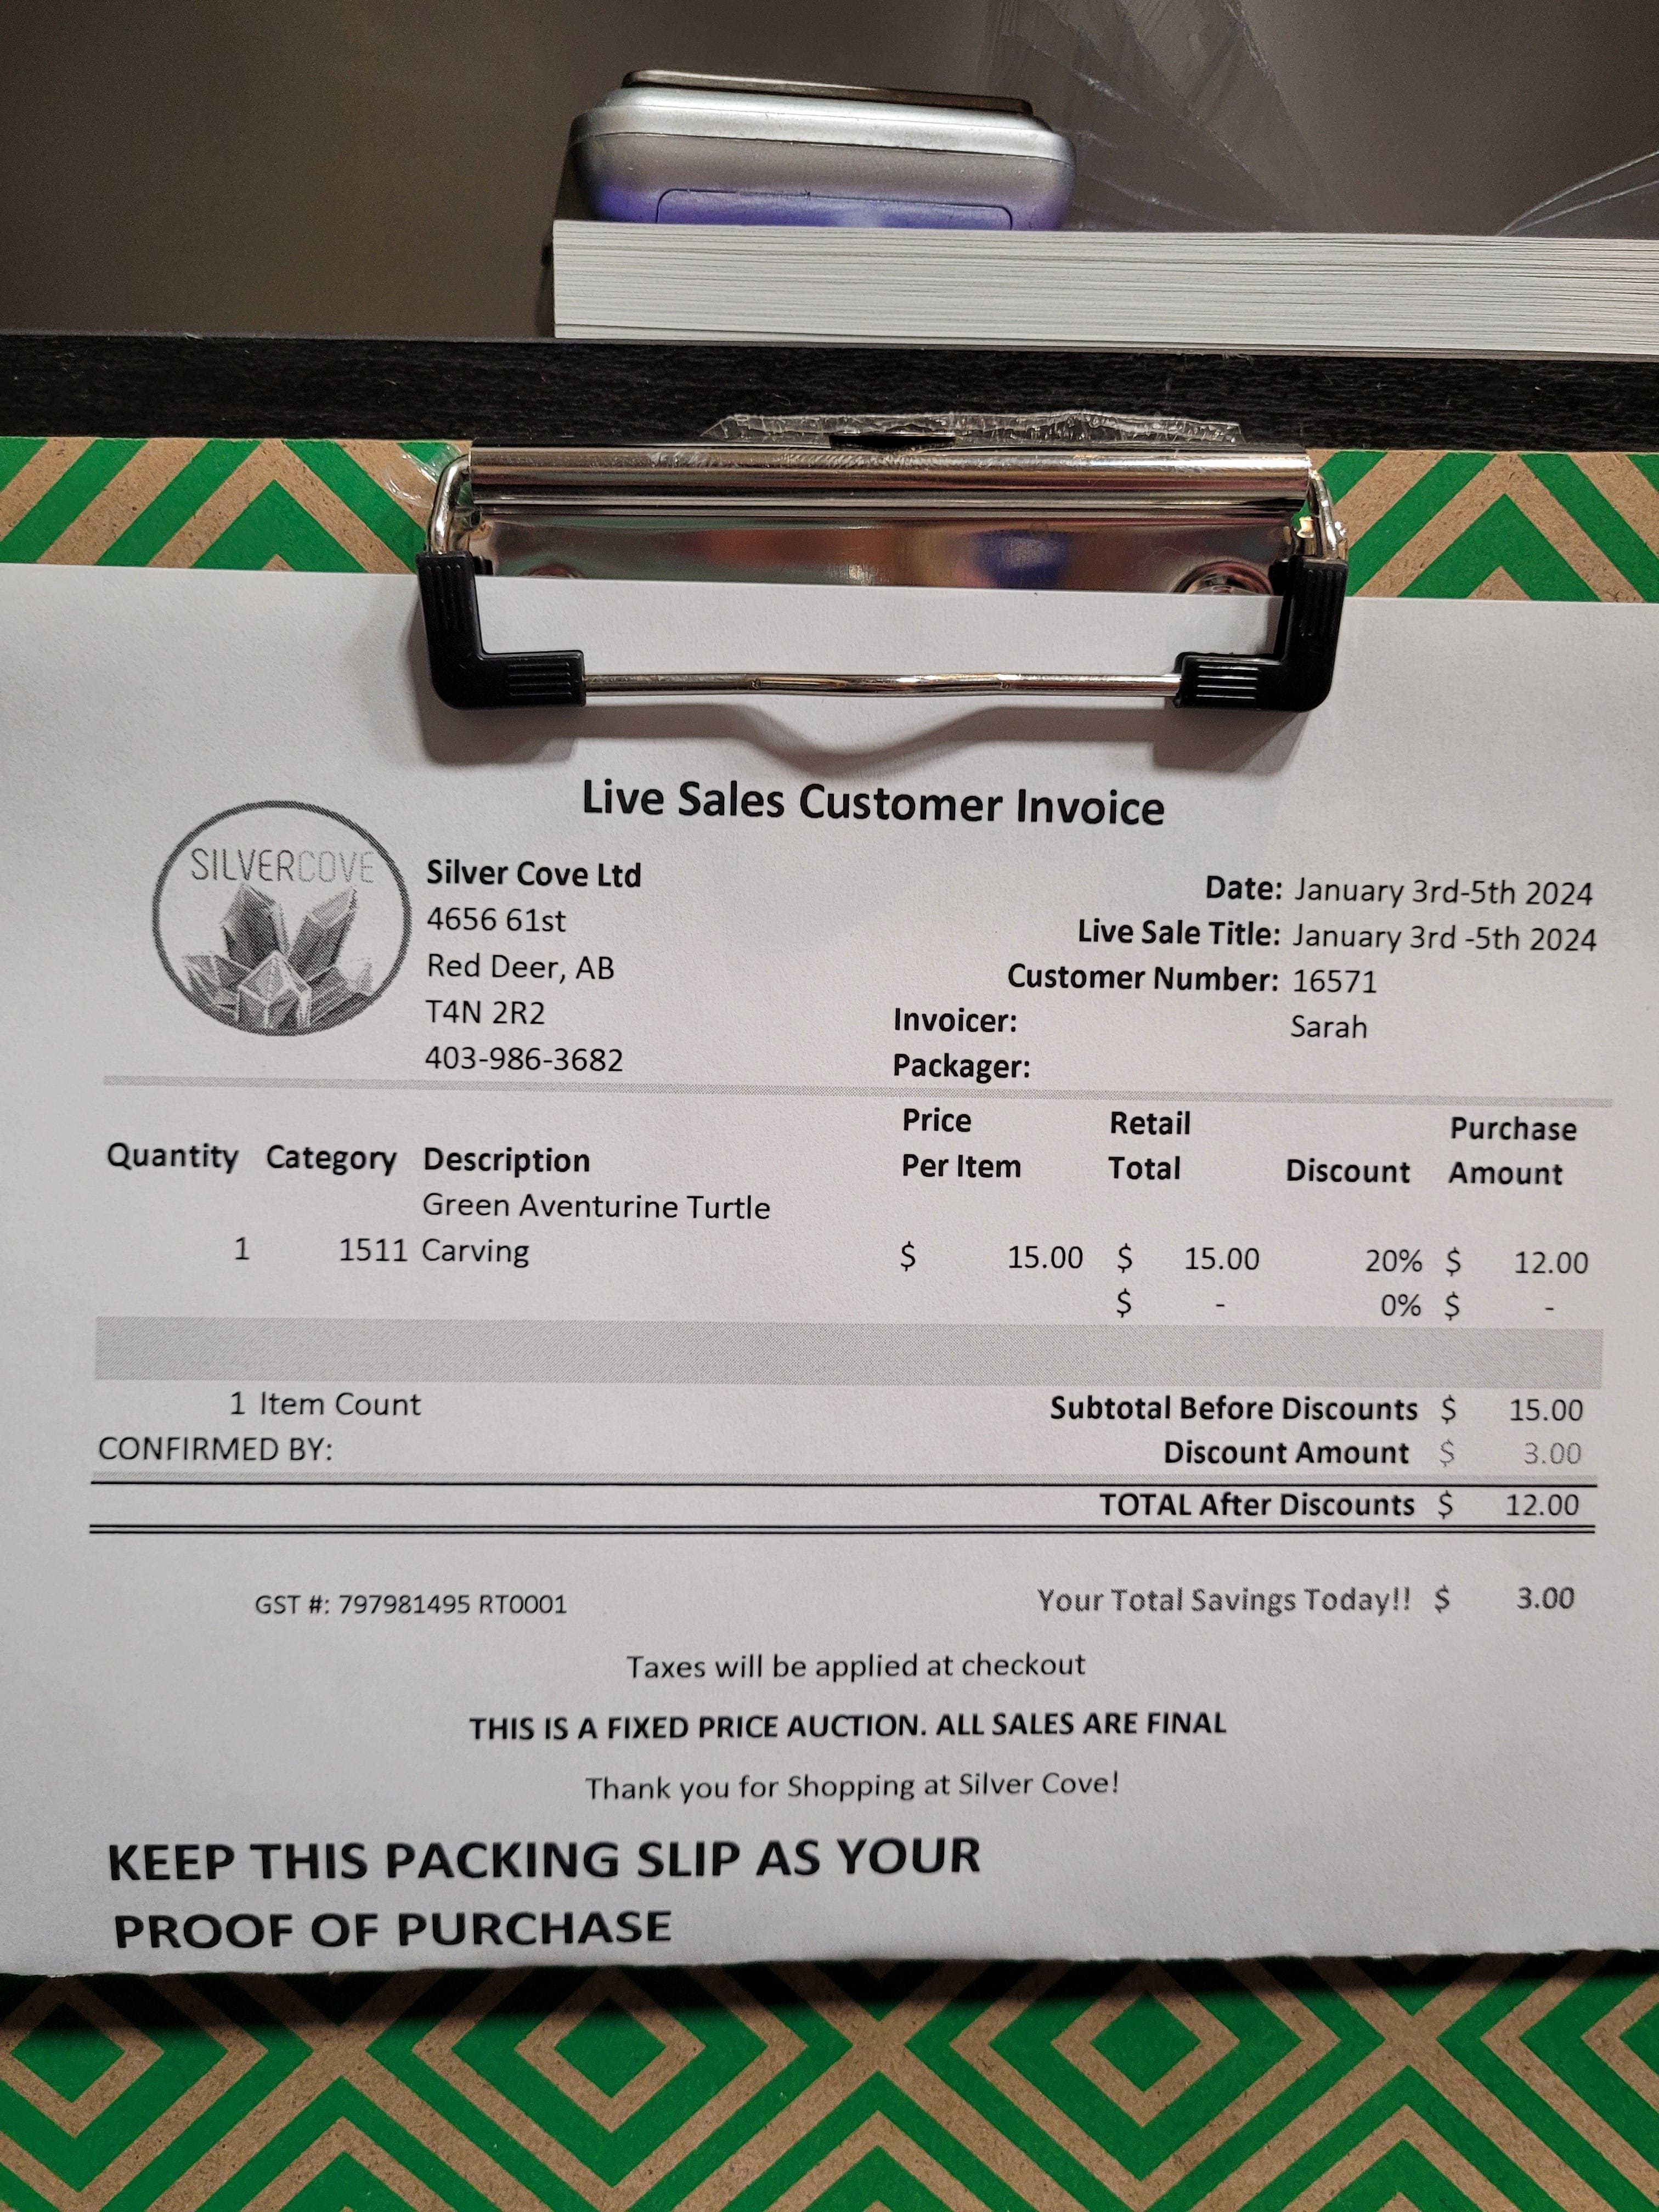 Live Sales Customer Invoice
SILVERCOVE
Silver Cove Ltd
4656 61st
Red Deer, AB
T4N 2R2
403-986-3682
Date: January 3rd-5th 2024
Live Sale Title: January 3rd -5th 2024
Customer Number: 16571
Invoicer: Sarah
Packager:
Quantity Category Description Price Per Item Retail Total Discount Purchase Amount
Green Aventurine Turtle
1 1511 Carving $ 15.00 $ 15.00 20% $ 12.00
$ - 0% $ -
1 Item Count Subtotal Before Discounts $ 15.00
CONFIRMED BY: Discount Amount $ 3.00
TOTAL After Discounts $ 12.00
GST #: 797981495 RT0001 Your Total Savings Today!! $ 3.00
Taxes will be applied at checkout
THIS IS A FIXED PRICE AUCTION. ALL SALES ARE FINAL
Thank you for Shopping at Silver Cove!
KEEP THIS PACKING SLIP AS YOUR
PROOF OF PURCHASE